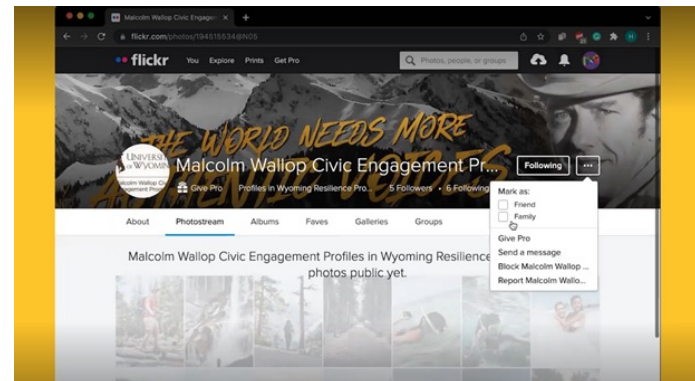 Malcolm Wallop Civic Engagem
flickr.com/photos/194515534@N05
flickr You Explore Prints Get Pro Photos, people, or groups
THE WORLD NEEDS MORE
UNIVERSITY
OF WYOMING
Malcolm Wallop Civic Engagement Pr...
Following
Give Pro Profiles in Wyoming Resilience Pro... 5 Followers • 6 Following
Mark as:
Friend
Family
About Photostream Albums Faves Galleries Groups
Give Pro
Send a message
Block Malcolm Wallop ...
Report Malcolm Wallo...
Malcolm Wallop Civic Engagement Profiles in Wyoming Resilience
photos public yet.